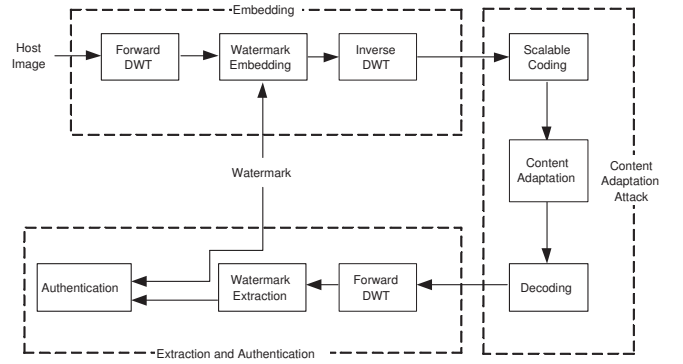 Embedding
Host
Image
Forward
DWT
Watermark
Embedding
Inverse
DWT
Scalable
Coding
Content
Adaptation
Content
Adaptation
Attack
Watermark
Authentication
Watermark
Extraction
Forward
DWT
Decoding
Extraction and Authentication